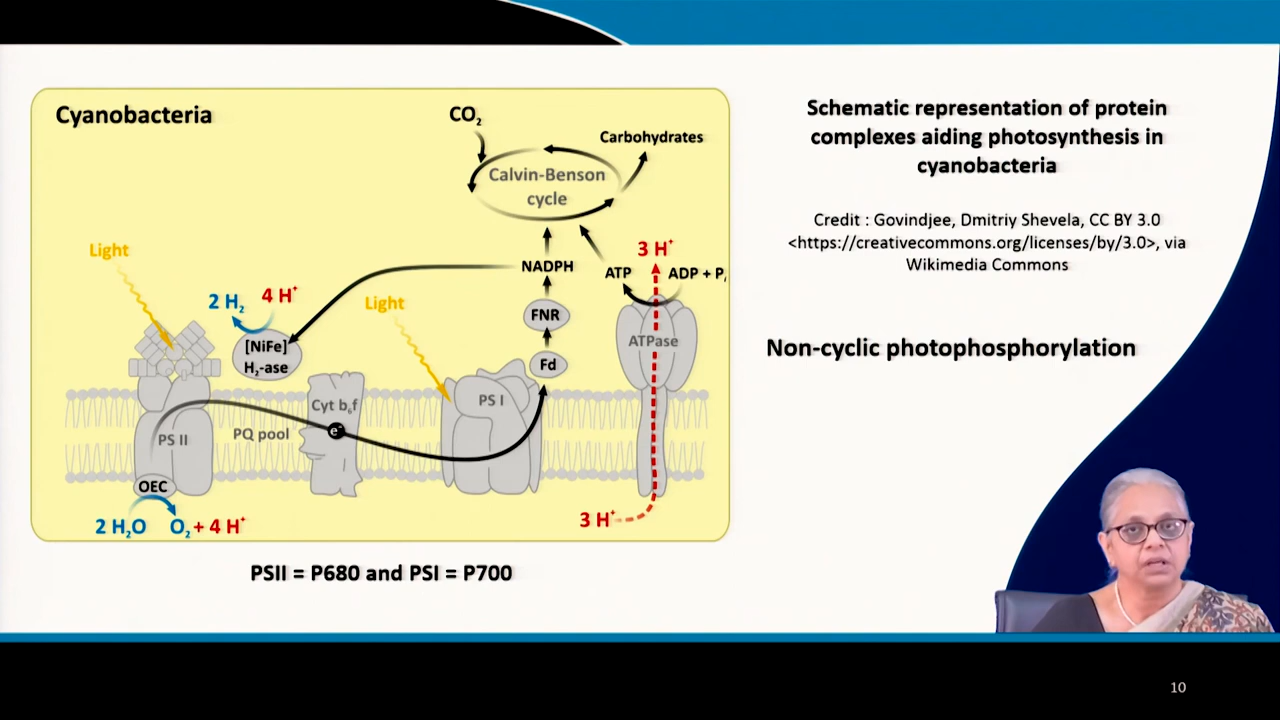 Cyanobacteria
CO₂
Carbohydrates
Calvin-Benson
cycle
Light
3 H⁺
NADPH
ATP
ADP + P
2 H₂
4 H⁺
Light
FNR
[NiFe]
H₂-ase
ATPase
Fd
PS I
Cyt b₆f
e⁻
PS II
PQ pool
OEC
2 H₂O
O₂ + 4 H⁺
3 H⁺
PSII = P680 and PSI = P700
Schematic representation of protein
complexes aiding photosynthesis in
cyanobacteria
Credit : Govindjee, Dmitriy Shevela, CC BY 3.0
<https://creativecommons.org/licenses/by/3.0>, via
Wikimedia Commons
Non-cyclic photophosphorylation
10